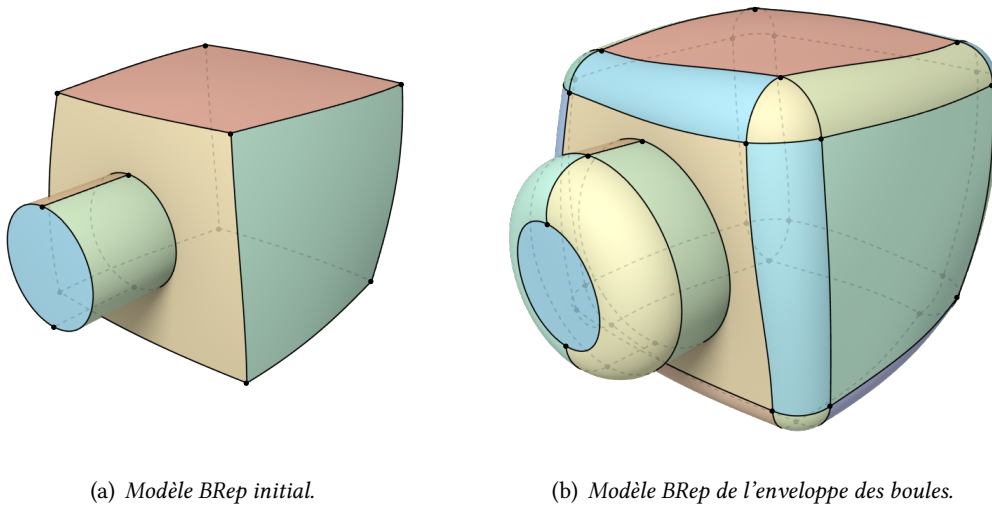 (a) Modèle BRep initial.
(b) Modèle BRep de l'enveloppe des boules.